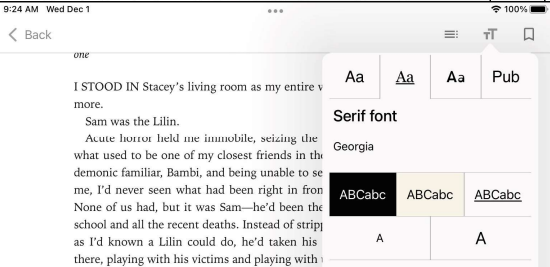 9:24 AM Wed Dec 1
100%
Back
one
I STOOD IN Stacey’s living room as my entire
more.
Sam was the Lilin.
Acute horror held me immobile, seizing the
what used to be one of my closest friends in the
demonic familiar, Bambi, and being unable to se
me, I’d never seen what had been right in fron
None of us had, but it was Sam—he’d been the
school and all the recent deaths. Instead of stripp
as I’d known a Lilin could do, he’d taken his
there, playing with his victims and playing with
Aa Aa Aa Pub
Serif font
Georgia
ABCabc ABCabc ABCabc
A A